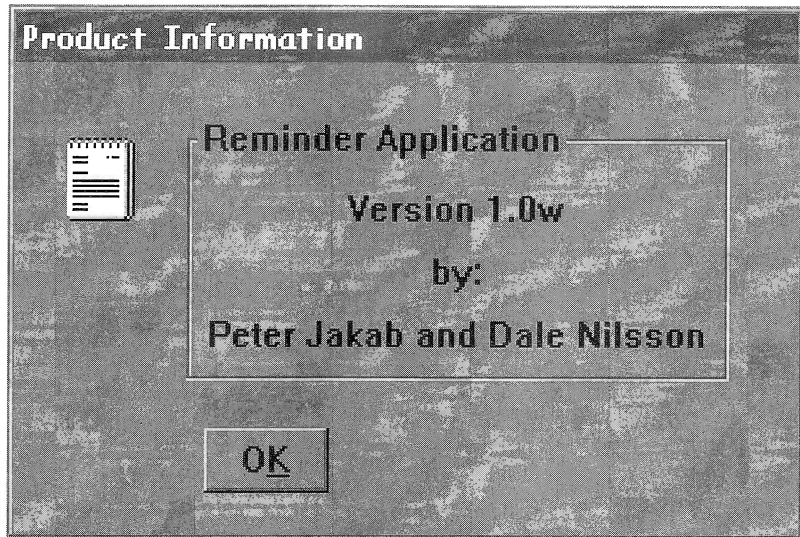 Product Information
Reminder Application
Version 1.0w
by:
Peter Jakab and Dale Nilsson
OK